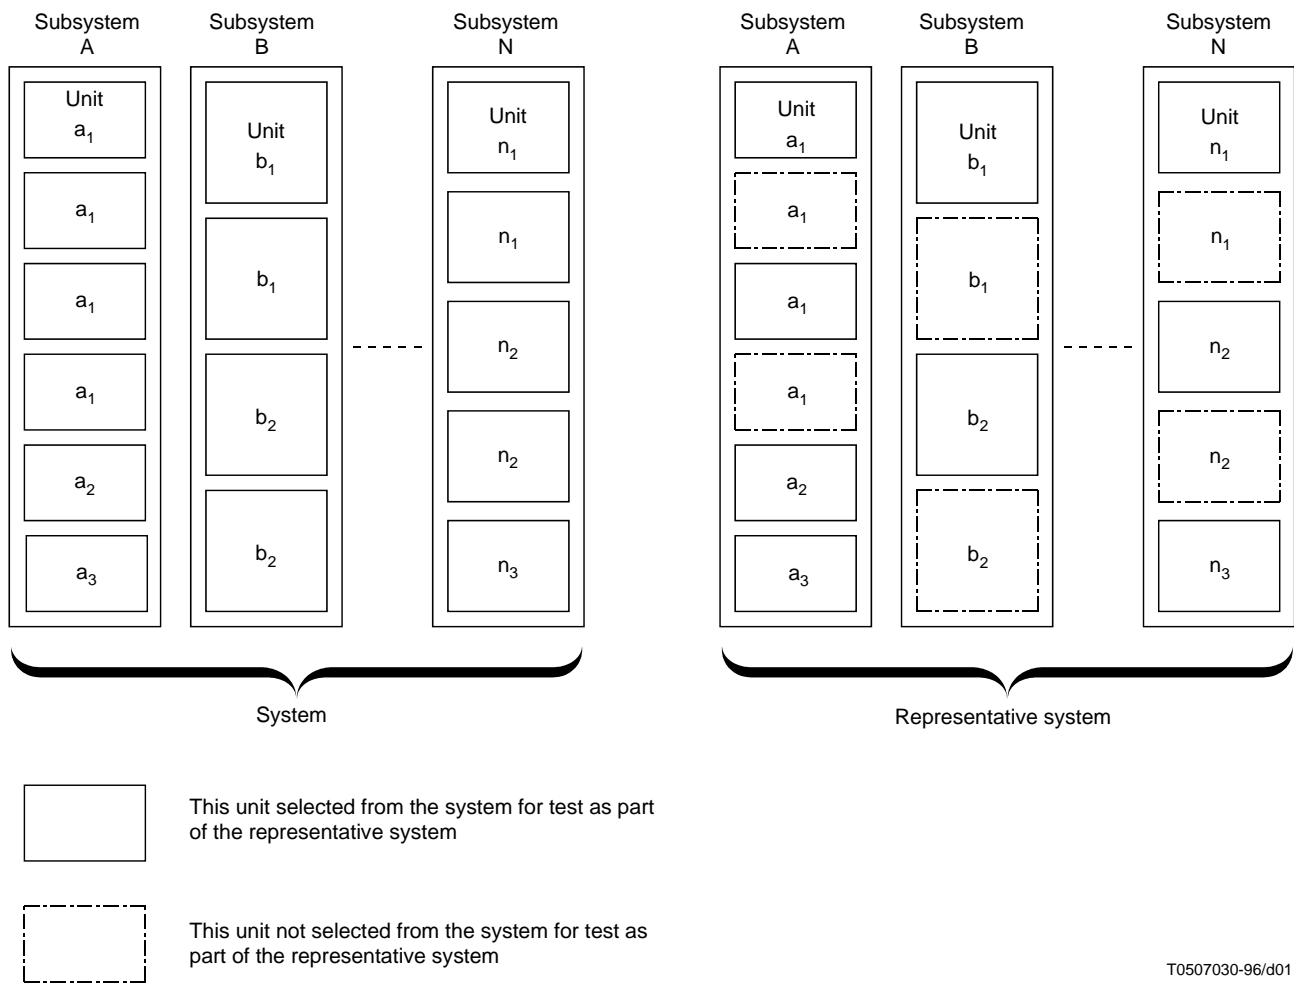 Subsystem A
Subsystem B
Subsystem N
Subsystem A
Subsystem B
Subsystem N
Unit a₁
a₁
a₁
a₁
a₂
a₃
Unit b₁
b₁
b₂
b₂
Unit n₁
n₁
n₂
n₂
n₃
System
Unit a₁
a₁
a₁
a₁
a₂
a₃
Unit b₁
b₁
b₂
b₂
Unit n₁
n₁
n₂
n₂
n₃
Representative system
This unit selected from the system for test as part
of the representative system
This unit not selected from the system for test as
part of the representative system
T0507030-96/d01